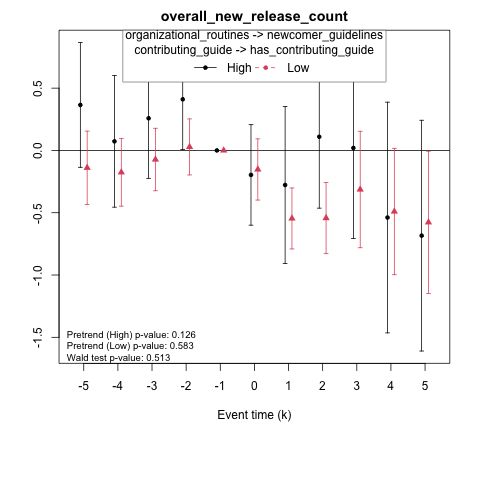 overall_new_release_count
organizational_routines -> newcomer_guidelines
contributing_guide -> has_contributing_guide
High Low
0.5
0.0
-0.5
-1.0
-1.5
Pretrend (High) p-value: 0.126
Pretrend (Low) p-value: 0.583
Wald test p-value: 0.513
-5 -4 -3 -2 -1 0 1 2 3 4 5
Event time (k)